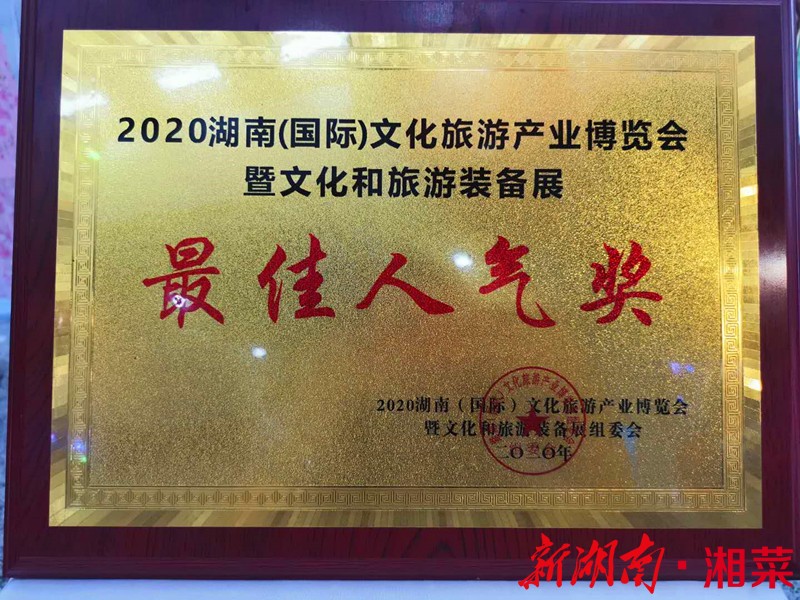 2020湖南(国际)文化旅游产业博览会
暨文化和旅游装备展
最佳人气奖
2020湖南（国际）文化旅游产业博览会
暨文化和旅游装备展组委会
二〇二〇年
新湖南·湘菜